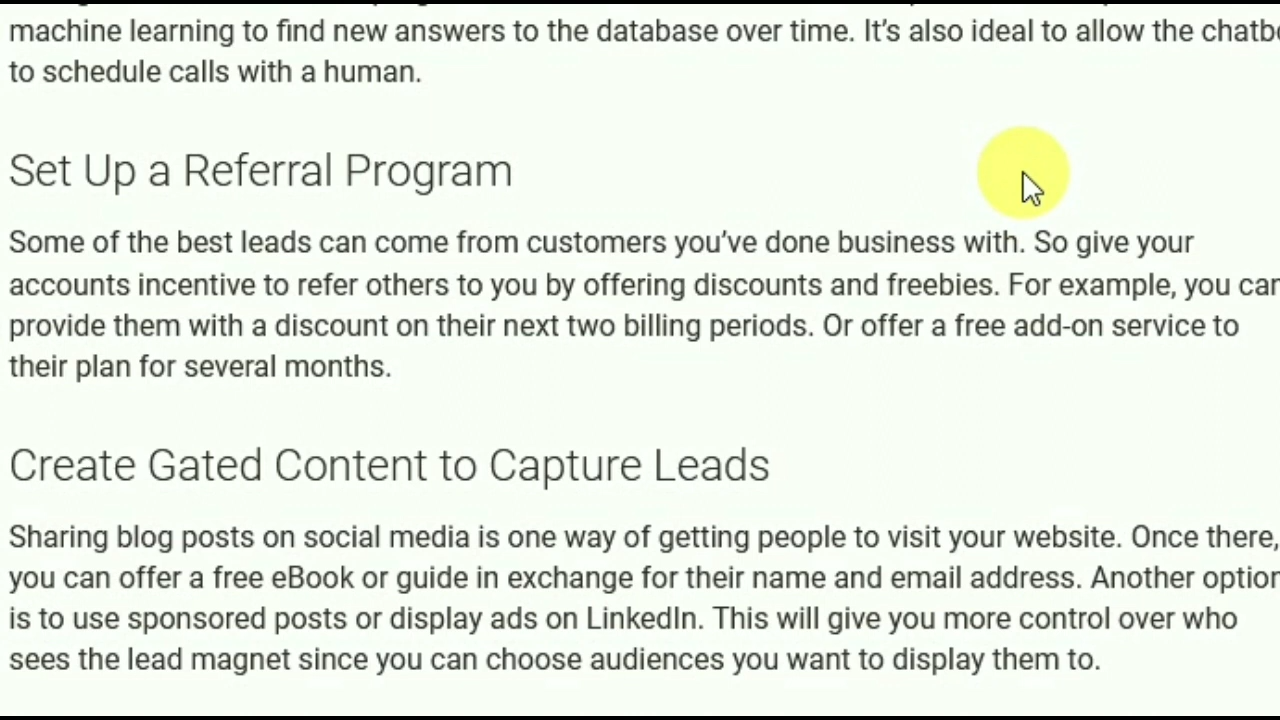 machine learning to find new answers to the database over time. It’s also ideal to allow the
to schedule calls with a human.
Set Up a Referral Program
Some of the best leads can come from customers you’ve done business with. So give your
accounts incentive to refer others to you by offering discounts and freebies. For example, you can
provide them with a discount on their next two billing periods. Or offer a free add-on service to
their plan for several months.
Create Gated Content to Capture Leads
Sharing blog posts on social media is one way of getting people to visit your website. Once there,
you can offer a free eBook or guide in exchange for their name and email address. Another option
is to use sponsored posts or display ads on LinkedIn. This will give you more control over who
sees the lead magnet since you can choose audiences you want to display them to.